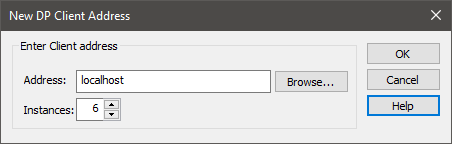 New DP Client Address
Enter Client address
OK
Address: localhost Browse... Cancel
Instances: 6 Help